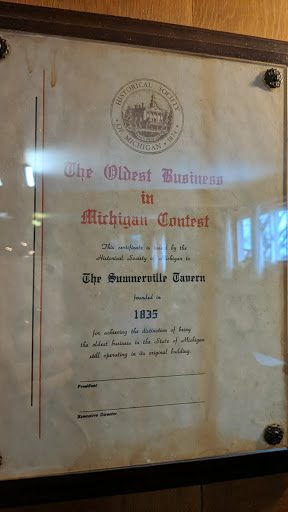 HISTORICAL SOCIETY
OF MICHIGAN
The Oldest Business
in
Michigan Contest
This certificate is issued by the
Historical Society of Michigan to
The Sumnerville Tavern
founded in
1835
for achieving the distinction of being
the oldest business in the State of Michigan
still operating in its original building.
President
Executive Director